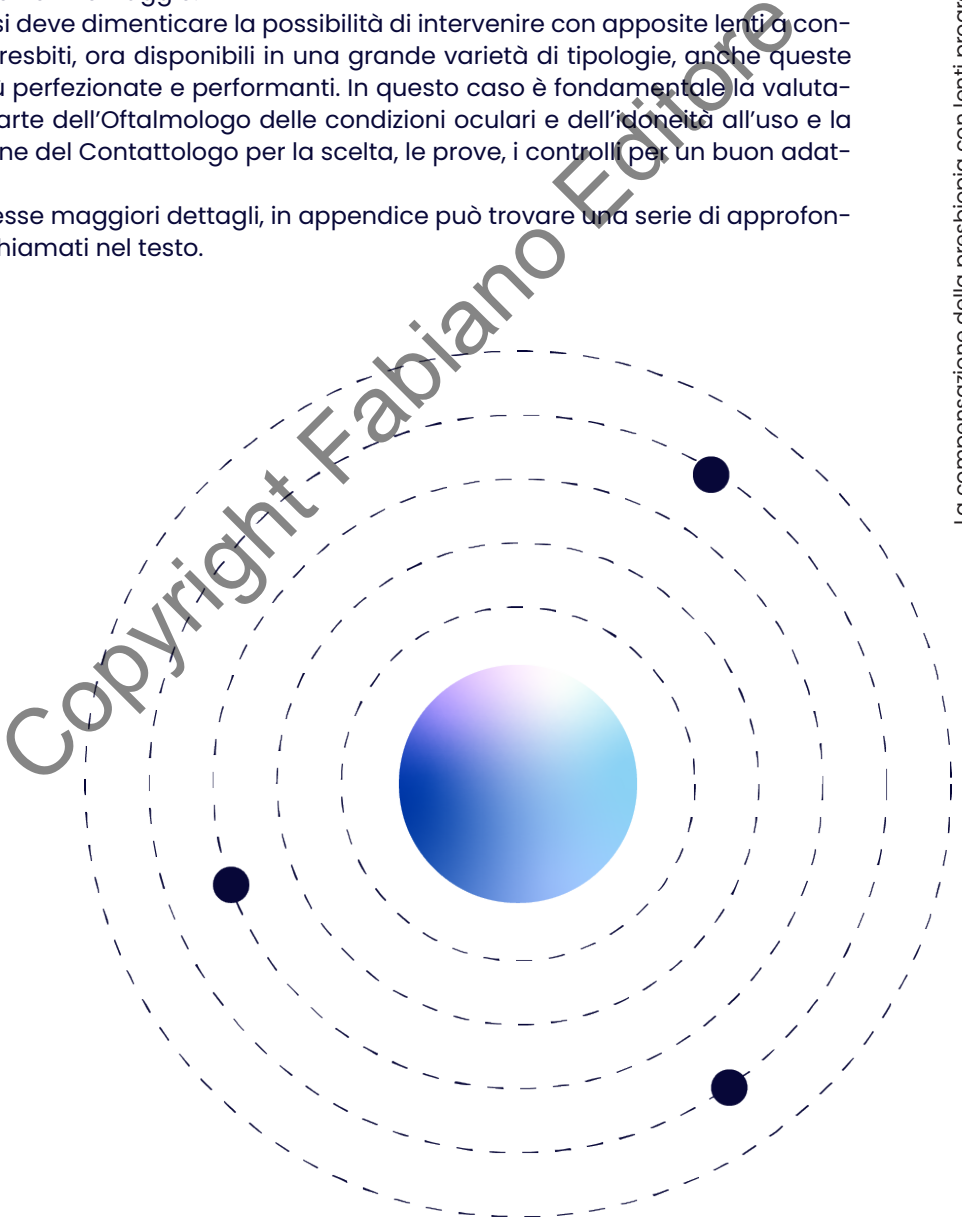 si deve dimenticare la possibilità di intervenire con apposite lenti a con-
resbiti, ora disponibili in una grande varietà di tipologie, anche queste
perfezionate e performanti. In questo caso è fondamentale la valuta-
arte dell'Oftalmologo delle condizioni oculari e dell'idoneità all'uso e la
ne del Contattologo per la scelta, le prove, i controlli per un buon adat-
esse maggiori dettagli, in appendice può trovare una serie di approfon-
hiamati nel testo.
Copyright Fabiano Editore
La compensazione della presbiopia con lenti progr